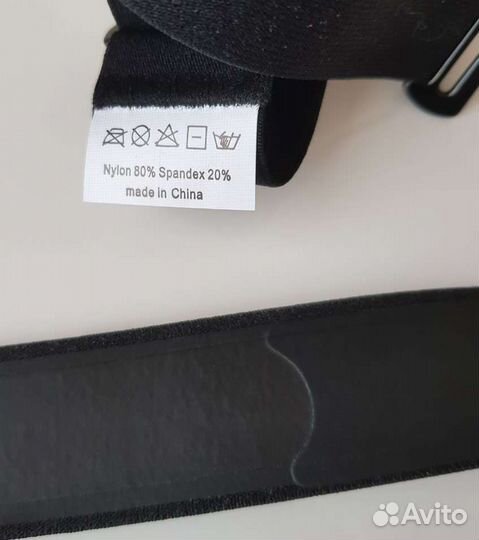 Nylon 80% Spandex 20%
made in China
Avito